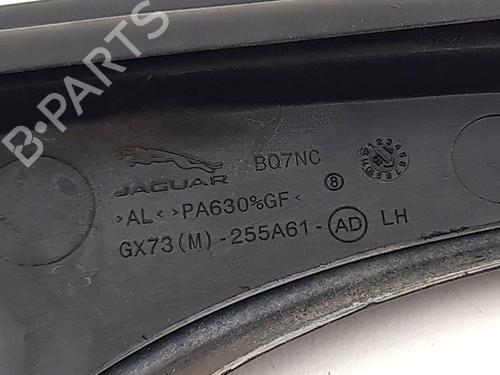 BQ7NC
JAGUAR
8
>AL< >PA630%GF<
GX73(M)-255A61-AD LH
B-PARTS